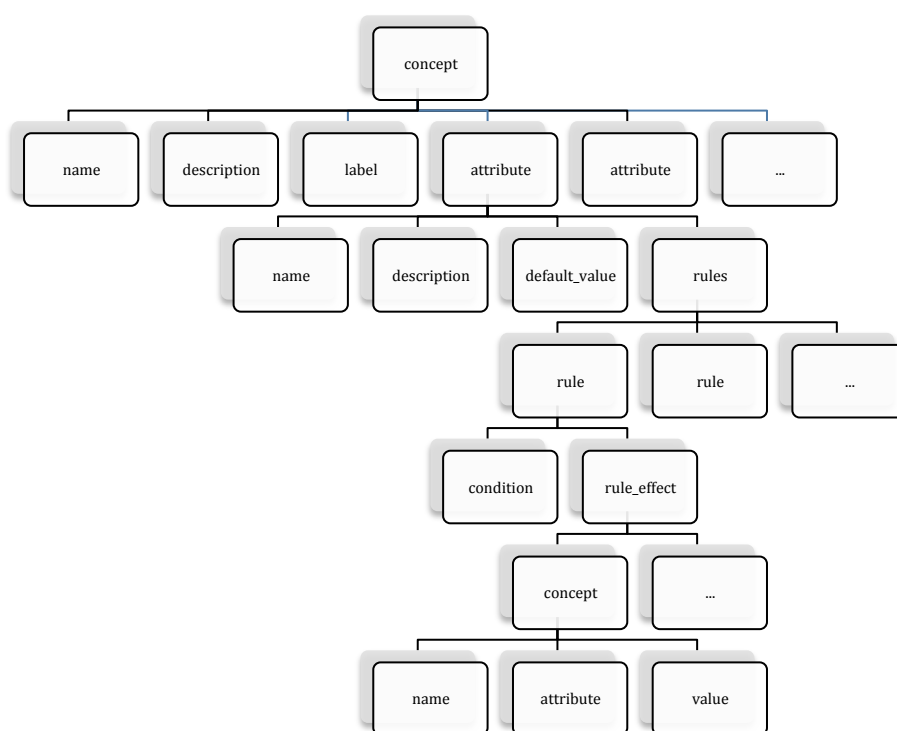 concept
name
description
label
attribute
attribute
...
name
description
default_value
rules
rule
rule
...
condition
rule_effect
concept
...
name
attribute
value